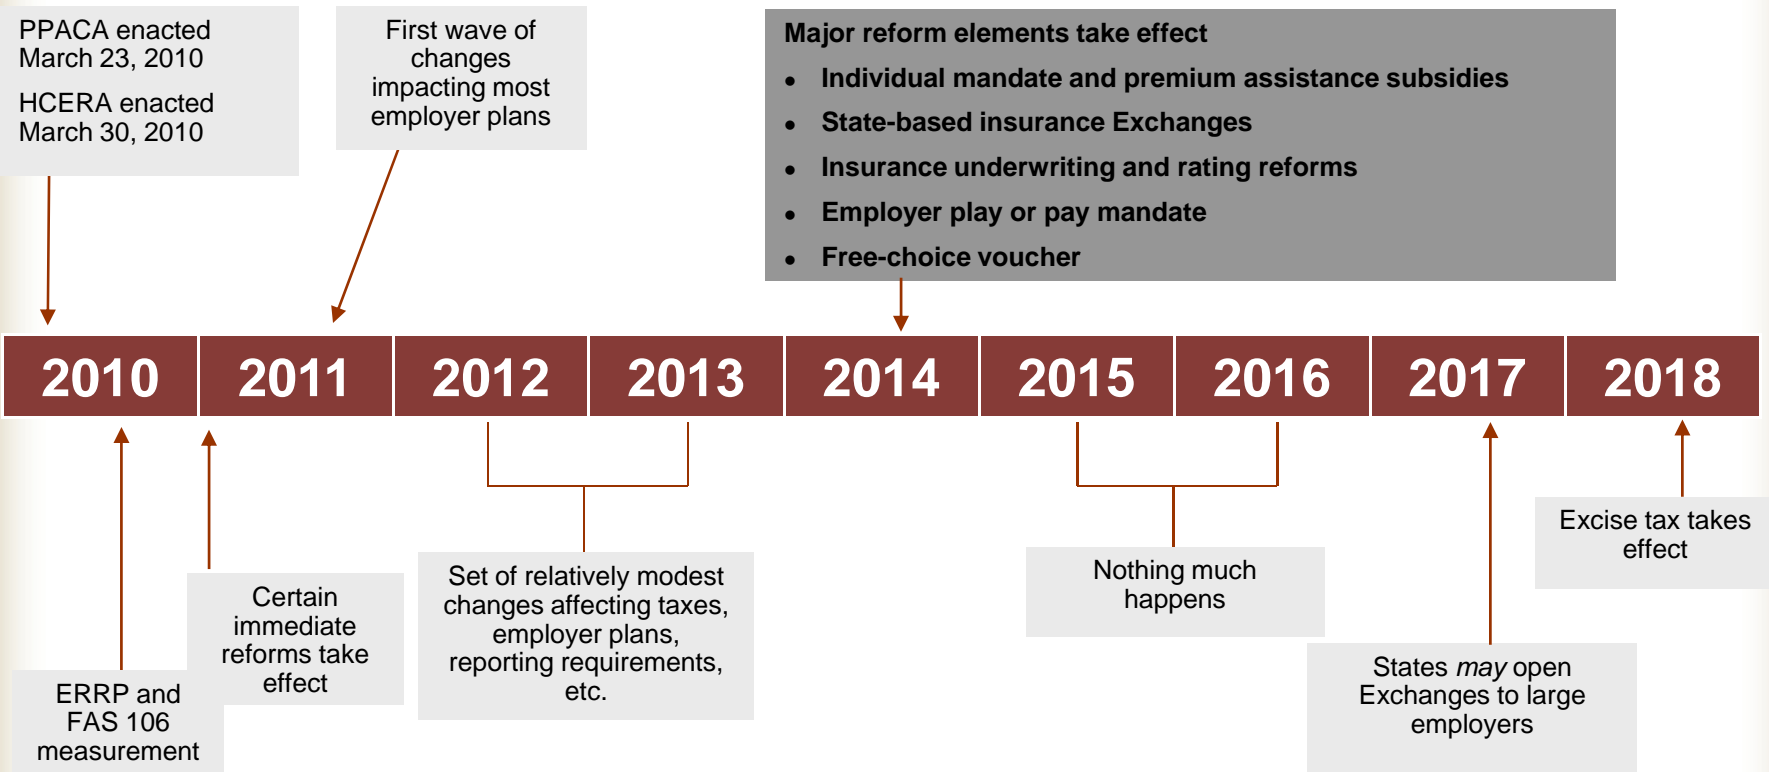 PPACA enacted
March 23, 2010
HCERA enacted
March 30, 2010
First wave of
changes
impacting most
employer plans
Major reform elements take effect
● Individual mandate and premium assistance subsidies
● State-based insurance Exchanges
● Insurance underwriting and rating reforms
● Employer play or pay mandate
● Free-choice voucher
2010 2011 2012 2013 2014 2015 2016 2017 2018
ERRP and
FAS 106
measurement
Certain
immediate
reforms take
effect
Set of relatively modest
changes affecting taxes,
employer plans,
reporting requirements,
etc.
Nothing much
happens
States may open
Exchanges to large
employers
Excise tax takes
effect